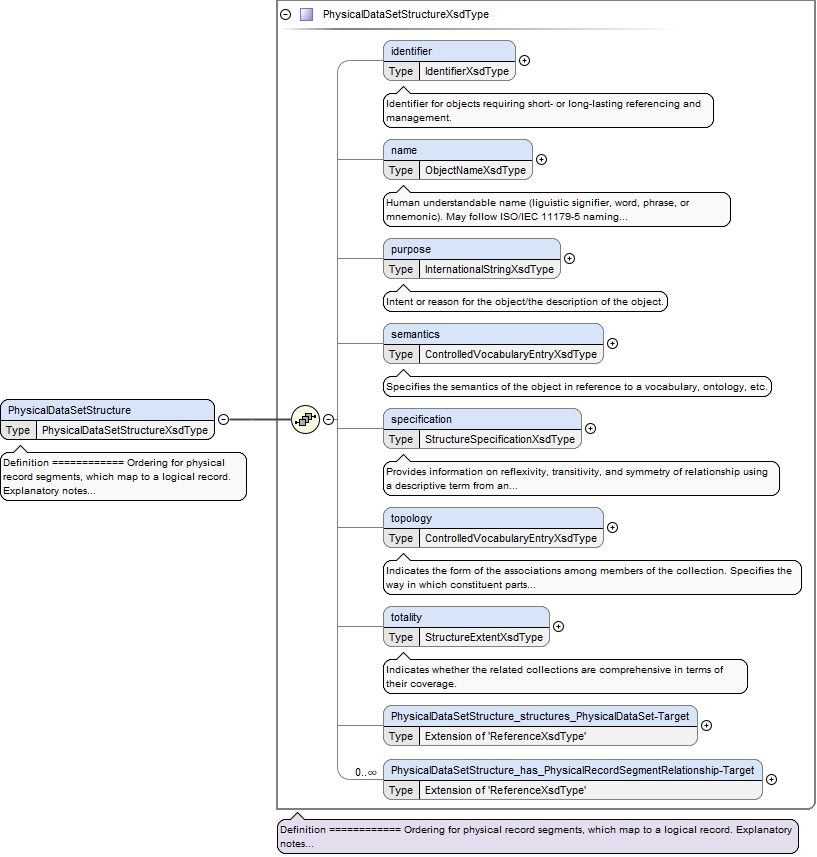 PhysicalDataSetStructureXsdType
identifier
Type IdentifierXsdType
Identifier for objects requiring short- or long-lasting referencing and
management.
name
Type ObjectNameXsdType
Human understandable name (liguistic signifier, word, phrase, or
mnemonic). May follow ISO/IEC 11179-5 naming...
purpose
Type InternationalStringXsdType
Intent or reason for the object/the description of the object.
semantics
Type ControlledVocabularyEntryXsdType
Specifies the semantics of the object in reference to a vocabulary, ontology, etc.
PhysicalDataSetStructure
Type PhysicalDataSetStructureXsdType
Definition ============ Ordering for physical
record segments, which map to a logical record.
Explanatory notes...
specification
Type StructureSpecificationXsdType
Provides information on reflexivity, transitivity, and symmetry of relationship using
a descriptive term from an...
topology
Type ControlledVocabularyEntryXsdType
Indicates the form of the associations among members of the collection. Specifies the
way in which constituent parts...
totality
Type StructureExtentXsdType
Indicates whether the related collections are comprehensive in terms of
their coverage.
PhysicalDataSetStructure_structures_PhysicalDataSet-Target
Type Extension of 'ReferenceXsdType'
0..∞ PhysicalDataSetStructure_has_PhysicalRecordSegmentRelationship-Target
Type Extension of 'ReferenceXsdType'
Definition ============ Ordering for physical record segments, which map to a logical record. Explanatory
notes...